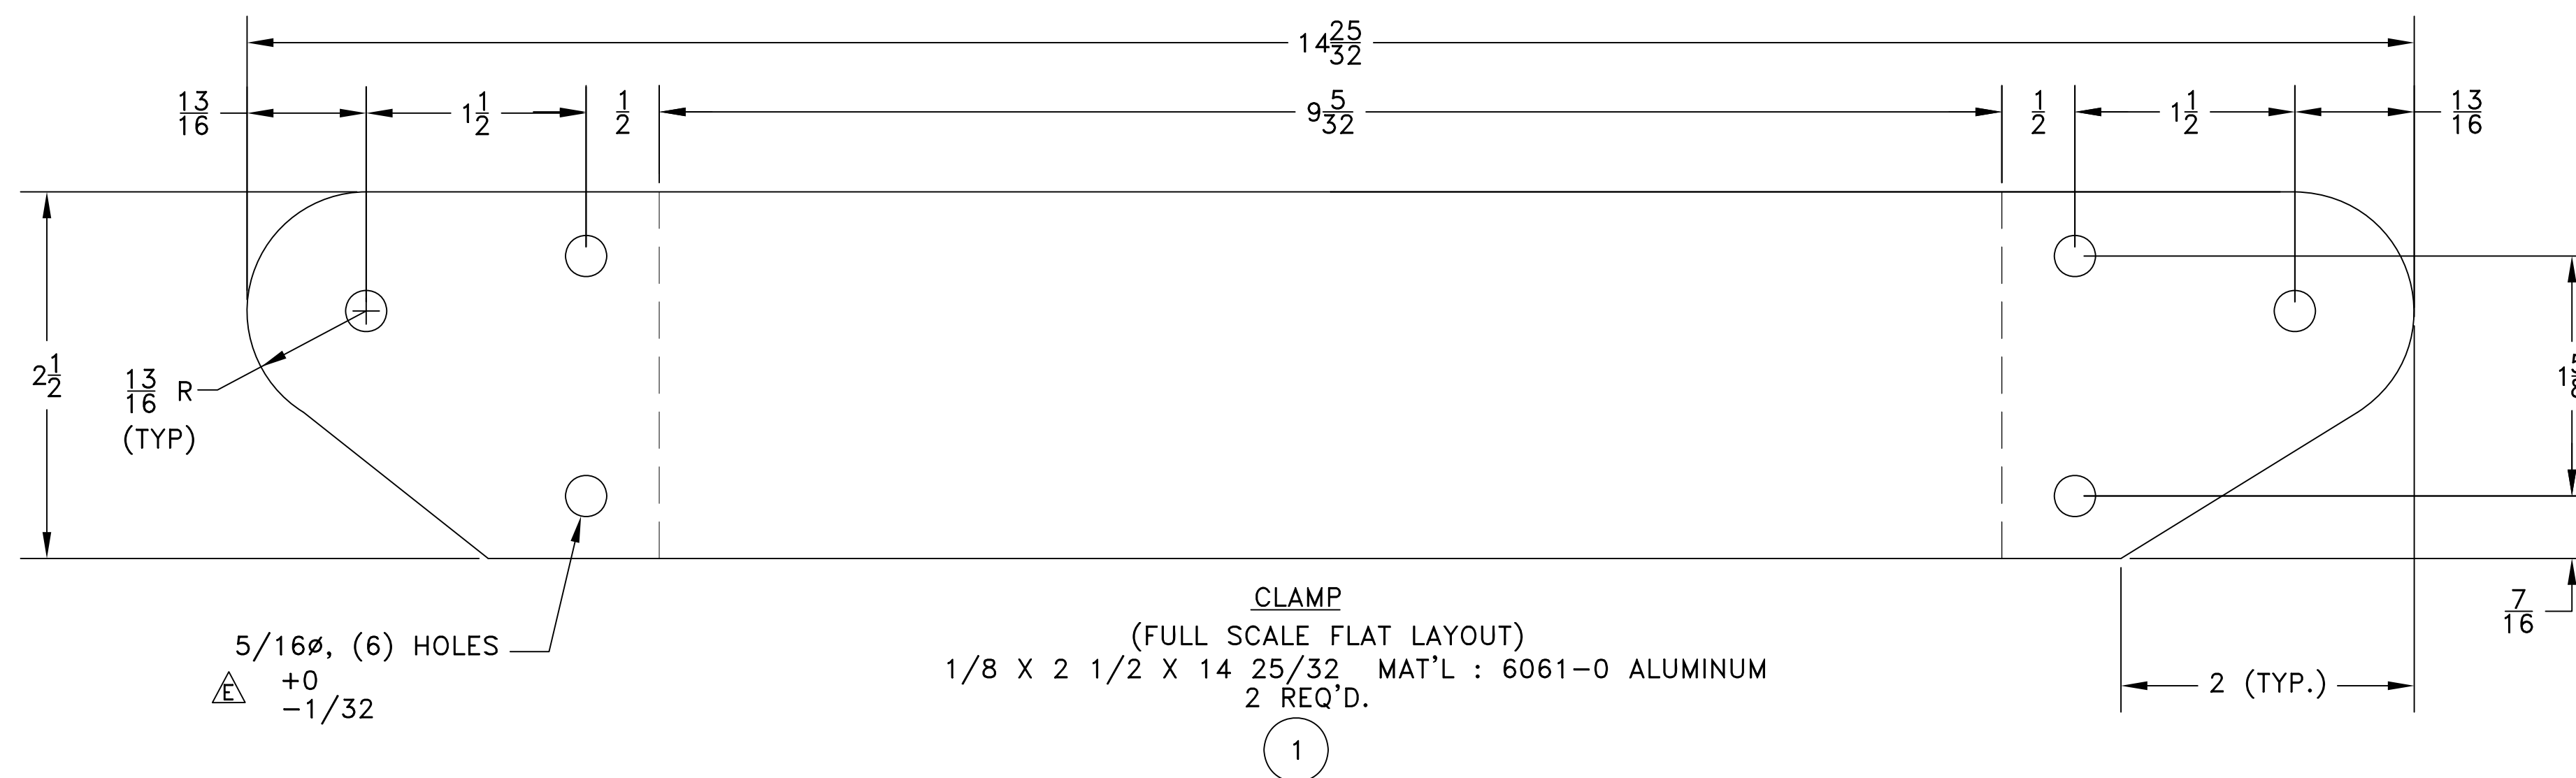 14 25/32
13/16
1 1/2
1/2
9 5/32
1/2
1 1/2
13/16
2 1/2
13/16 R
(TYP)
5/16ø, (6) HOLES
E
+0
-1/32
CLAMP
(FULL SCALE FLAT LAYOUT)
1/8 X 2 1/2 X 14 25/32 MAT'L : 6061-0 ALUMINUM
2 REQ'D.
1
7/16
2 (TYP.)